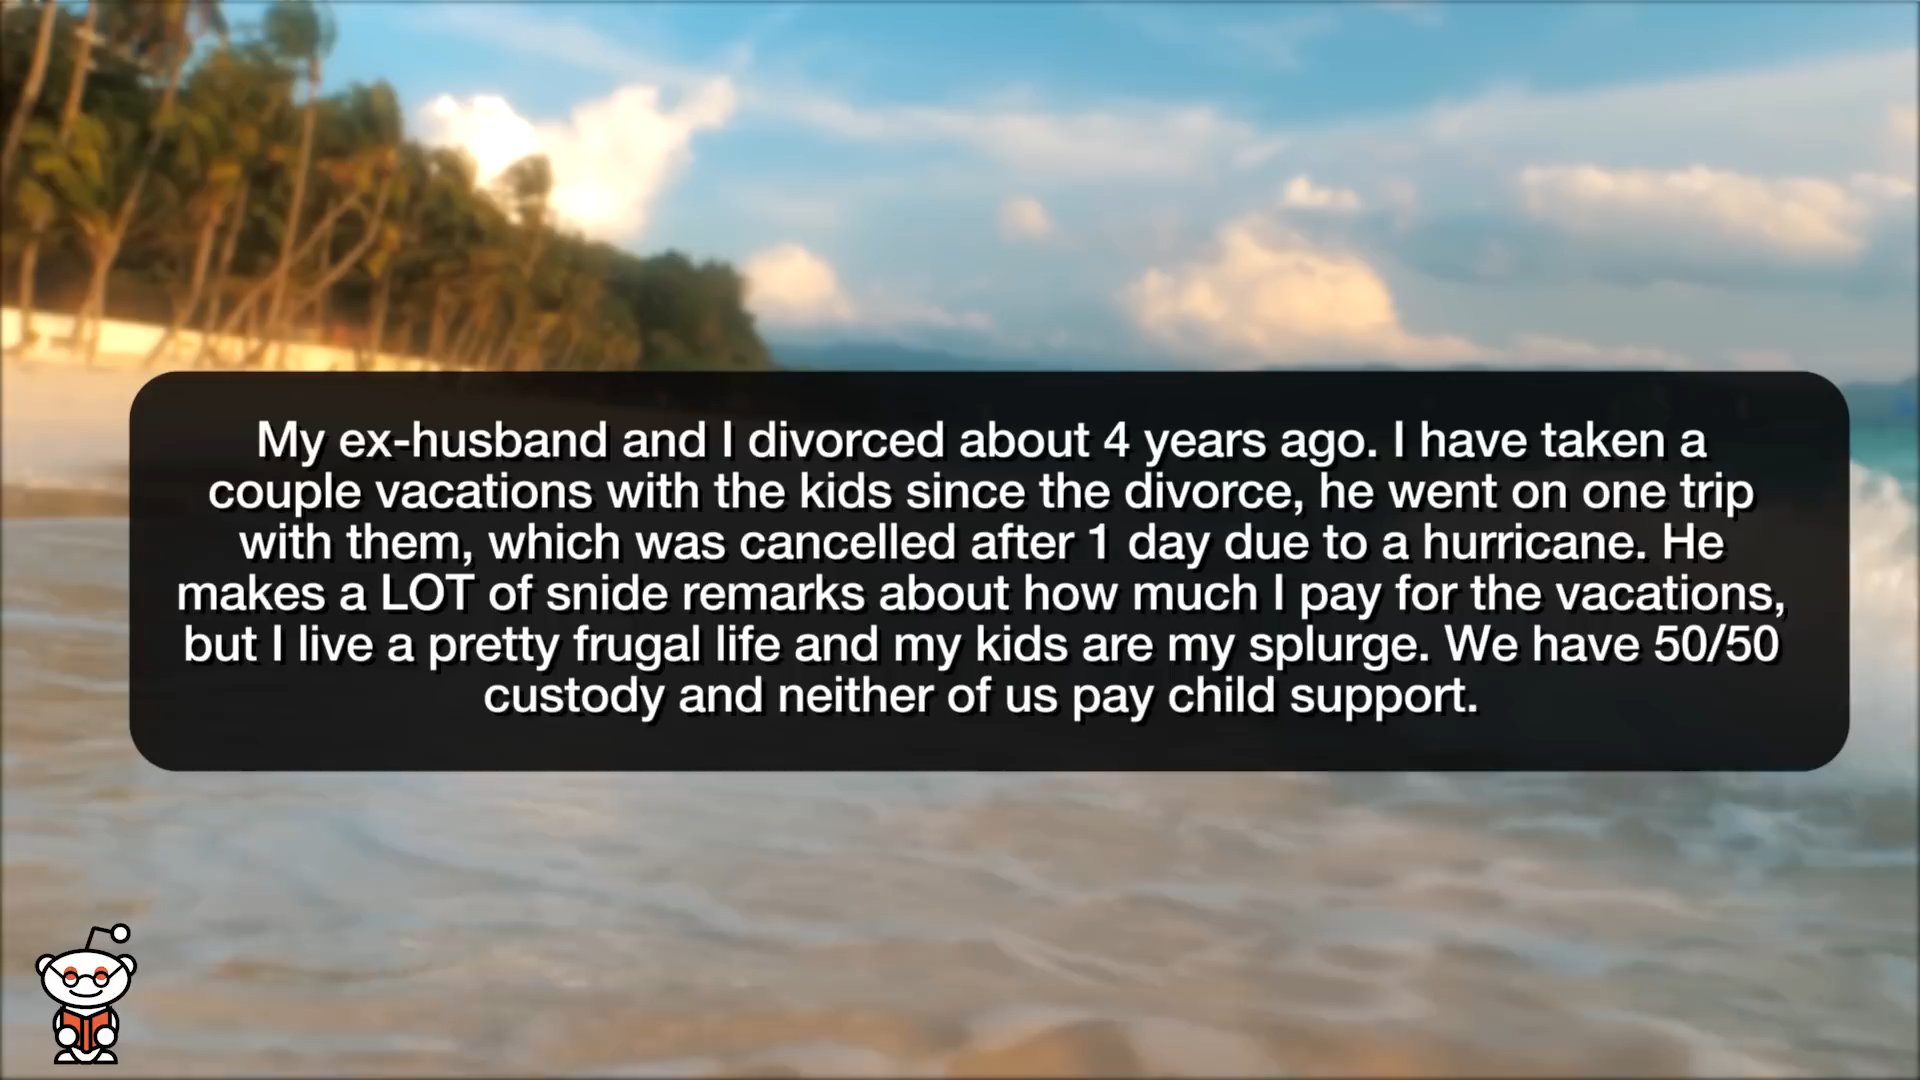 My ex-husband and I divorced about 4 years ago. I have taken a
couple vacations with the kids since the divorce, he went on one trip
with them, which was cancelled after 1 day due to a hurricane. He
makes a LOT of snide remarks about how much I pay for the vacations,
but I live a pretty frugal life and my kids are my splurge. We have 50/50
custody and neither of us pay child support.